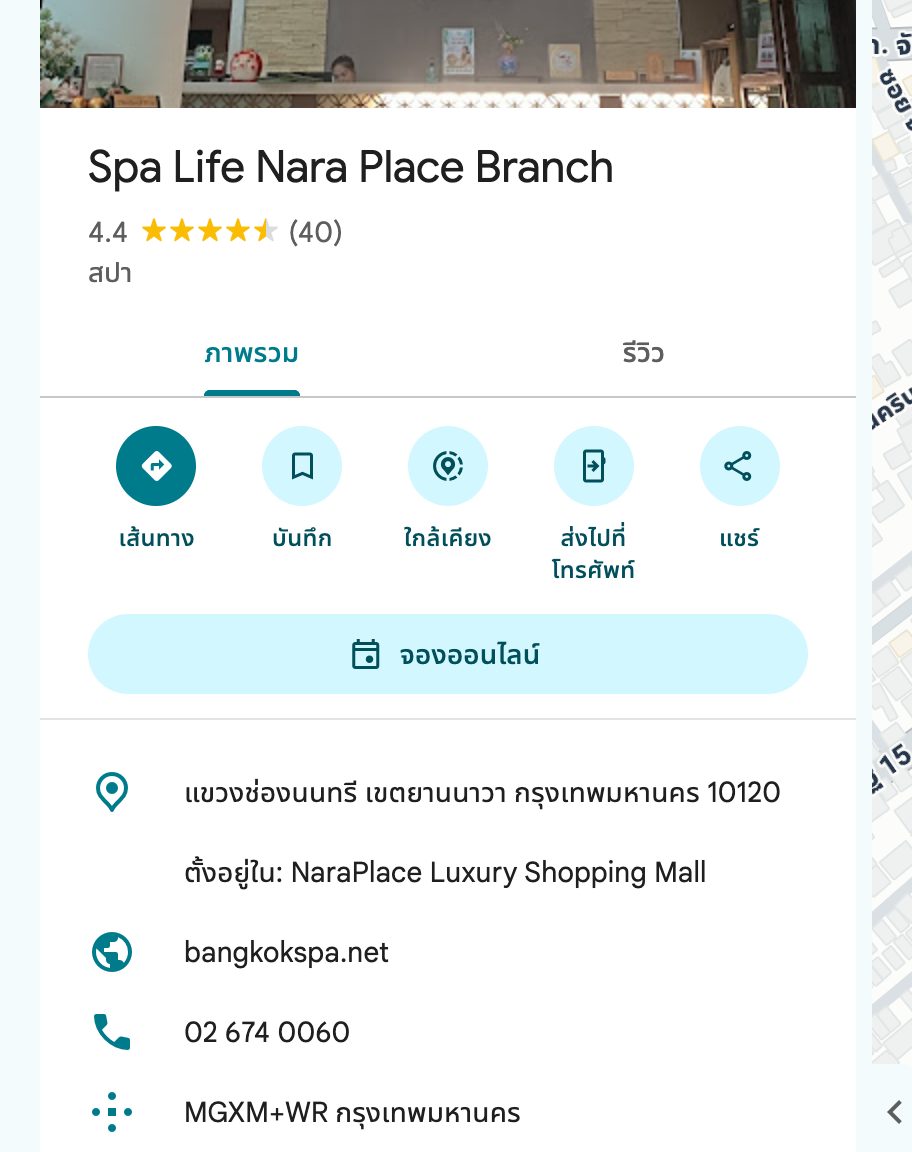 Spa Life Nara Place Branch
4.4 (40)
สปา
ภาพรวม รีวิว
เส้นทาง บันทึก ใกล้เคียง ส่งไปที่โทรศัพท์ แชร์
จองออนไลน์
แขวงช่องนนทรี เขตยานนาวา กรุงเทพมหานคร 10120
ตั้งอยู่ใน: NaraPlace Luxury Shopping Mall
bangkokspa.net
02 674 0060
MGXM+WR กรุงเทพมหานคร
ซอย
15